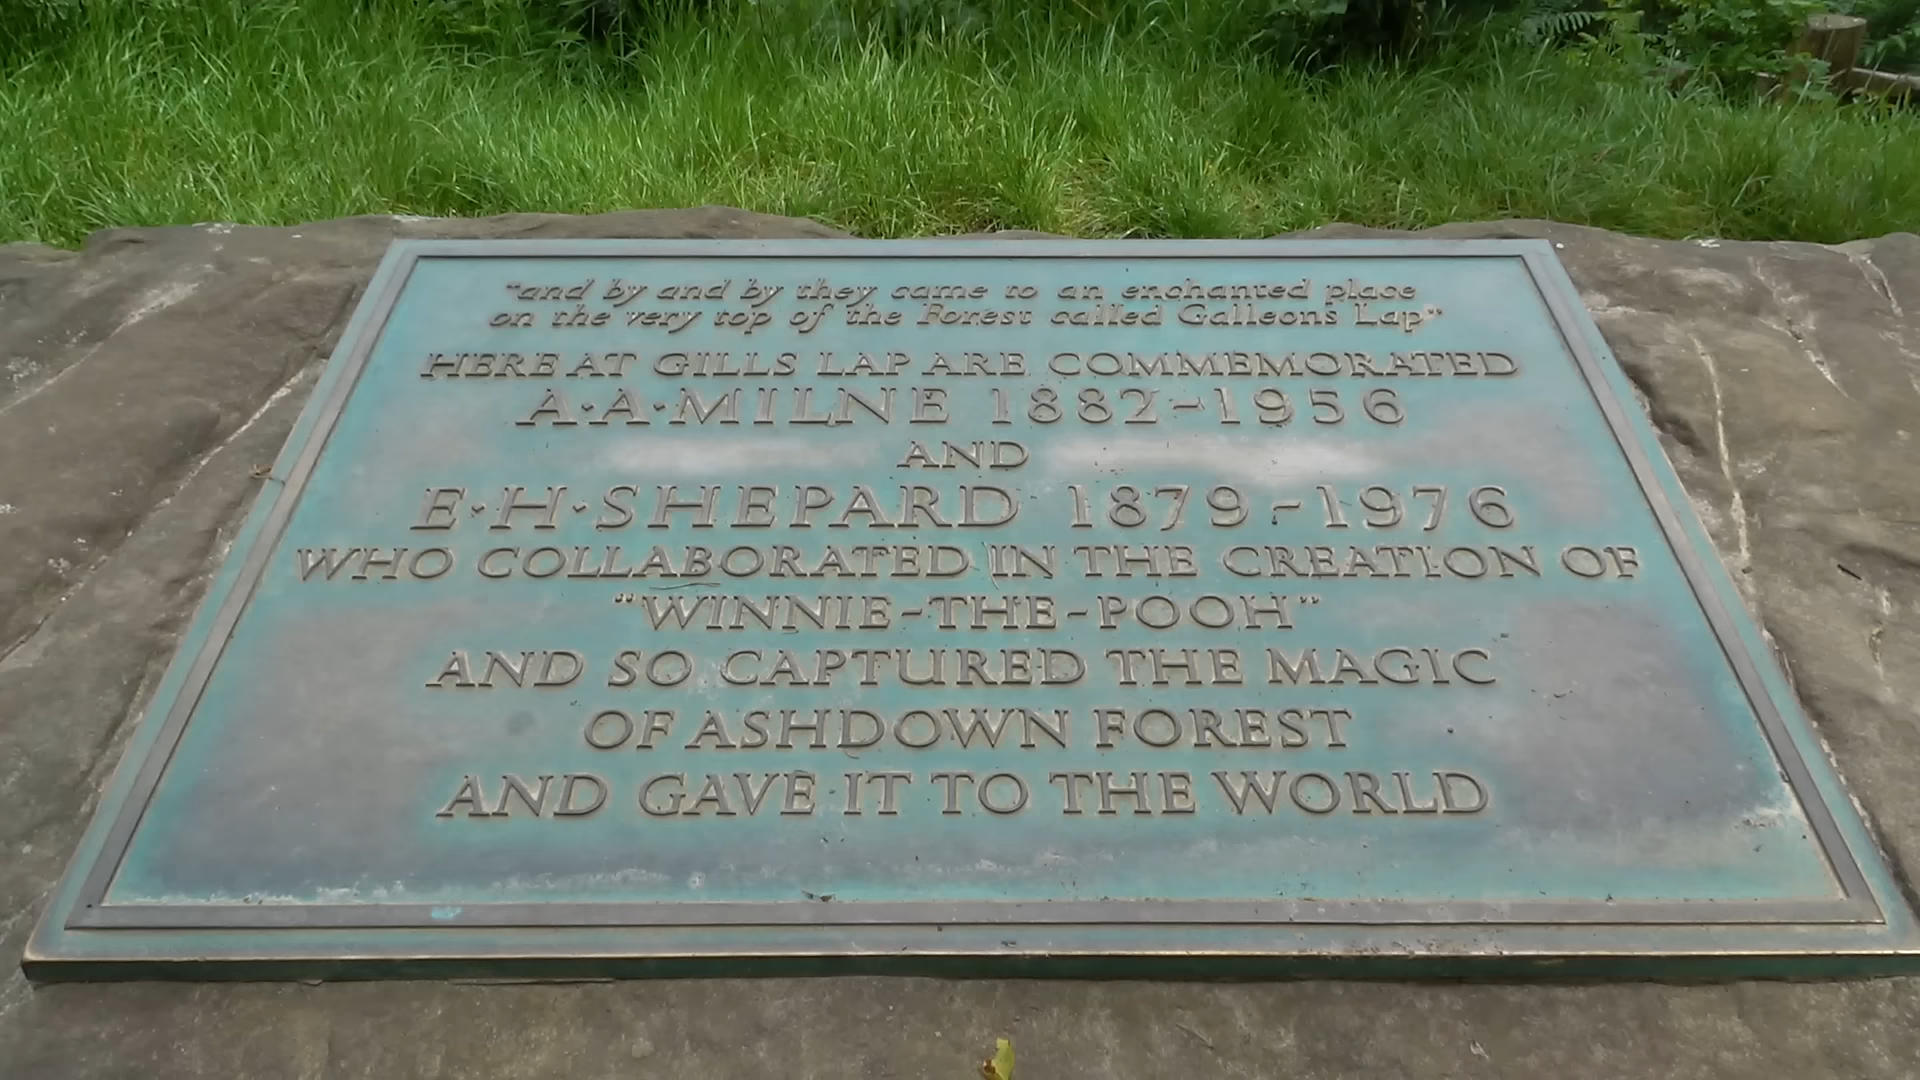 "and by and by they came to an enchanted place
on the very top of the Forest called Galleons Lap"
HERE AT GILLS LAP ARE COMMEMORATED
A·A·MILNE 1882-1956
AND
E·H·SHEPARD 1879-1976
WHO COLLABORATED IN THE CREATION OF
"WINNIE-THE-POOH"
AND SO CAPTURED THE MAGIC
OF ASHDOWN FOREST
AND GAVE IT TO THE WORLD